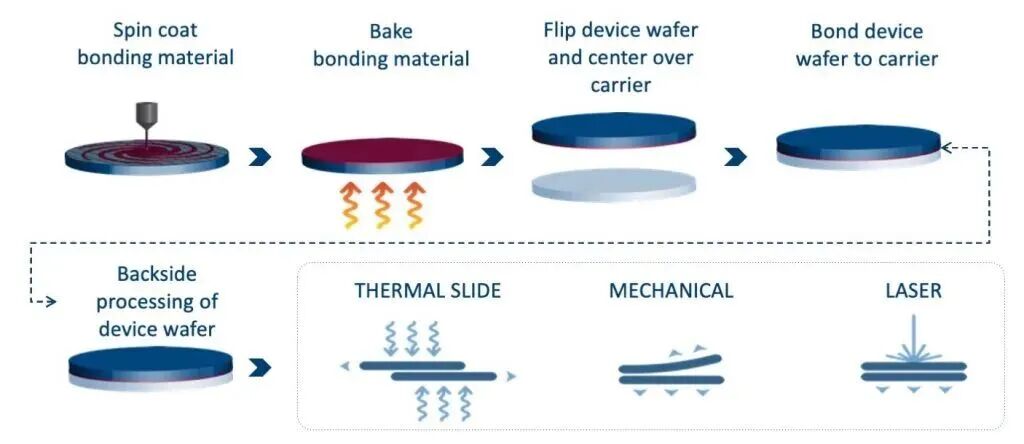 Spin coat
bonding material
Bake
bonding material
Flip device wafer
and center over
carrier
Bond device
wafer to carrier
Backside
processing of
device wafer
THERMAL SLIDE
MECHANICAL
LASER